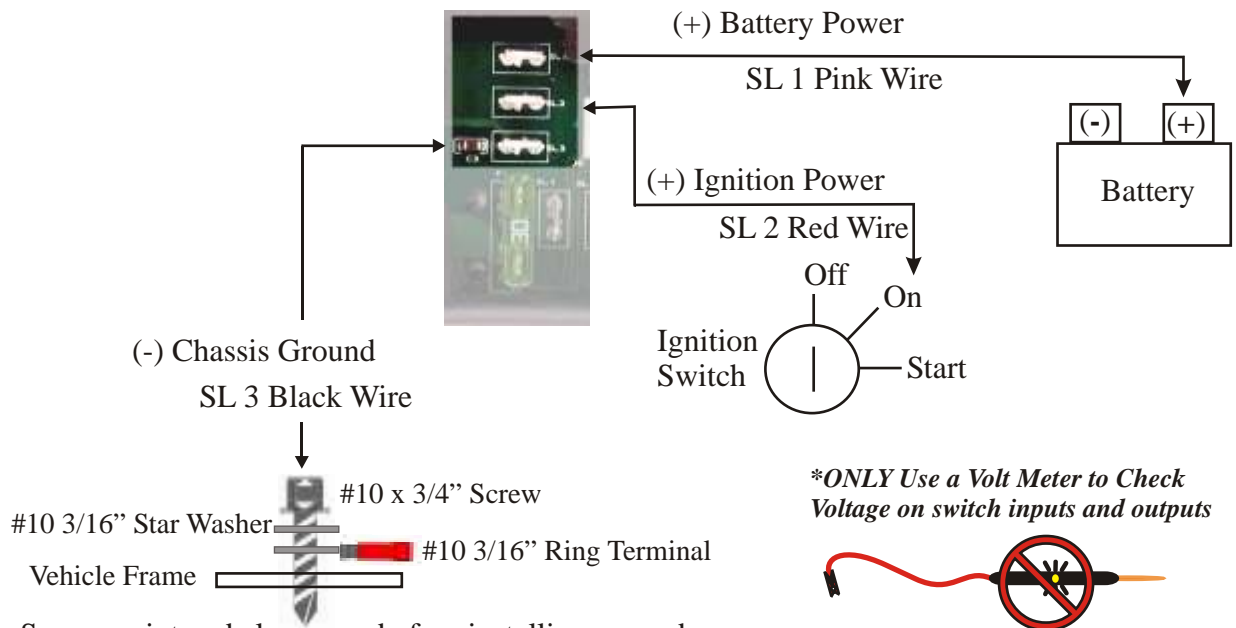 (+) Battery Power
SL 1 Pink Wire
(-) (+)
Battery
(+) Ignition Power
SL 2 Red Wire
Off
On
Ignition
Switch
Start
(-) Chassis Ground
SL 3 Black Wire
#10 x 3/4” Screw
#10 3/16” Star Washer
#10 3/16” Ring Terminal
Vehicle Frame
*ONLY Use a Volt Meter to Check
Voltage on switch inputs and outputs